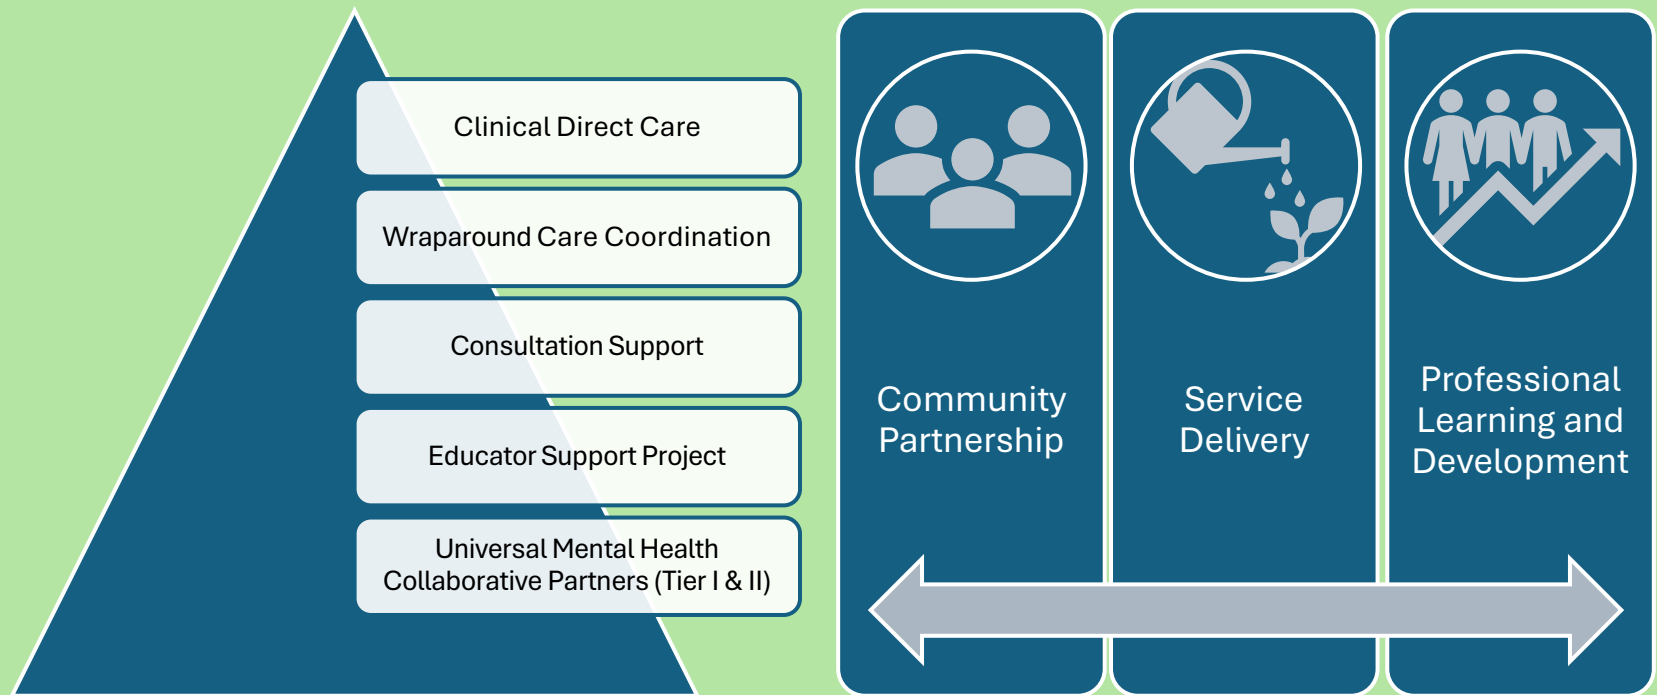 Clinical Direct Care
Wraparound Care Coordination
Consultation Support
Educator Support Project
Universal Mental Health
Collaborative Partners (Tier I & II)
Community
Partnership
Service
Delivery
Professional
Learning and
Development